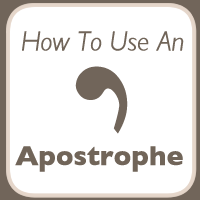 How To Use An
’
Apostrophe